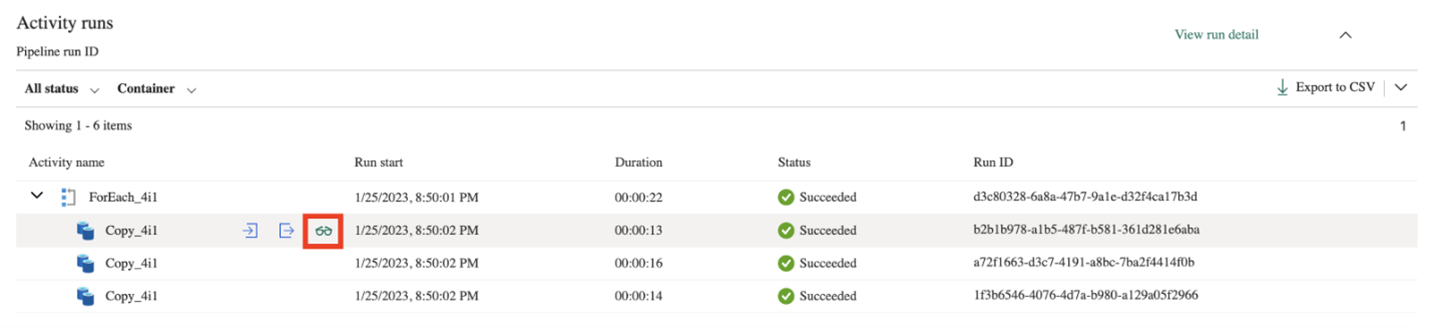 Activity runs
View run detail
Pipeline run ID
All status Container Export to CSV
Showing 1 - 6 items 1
Activity name Run start Duration Status Run ID
ForEach_4i1 1/25/2023, 8:50:01 PM 00:00:22 Succeeded d3c80328-6a8a-47b7-9a1e-d32f4ca17b3d
Copy_4i1 1/25/2023, 8:50:02 PM 00:00:13 Succeeded b2b1b978-a1b5-487f-b581-361d281e6aba
Copy_4i1 1/25/2023, 8:50:02 PM 00:00:16 Succeeded a72f1663-d3c7-4191-a8bc-7ba2f4414f0b
Copy_4i1 1/25/2023, 8:50:02 PM 00:00:14 Succeeded 1f3b6546-4076-4d7a-b980-a129a05f2966